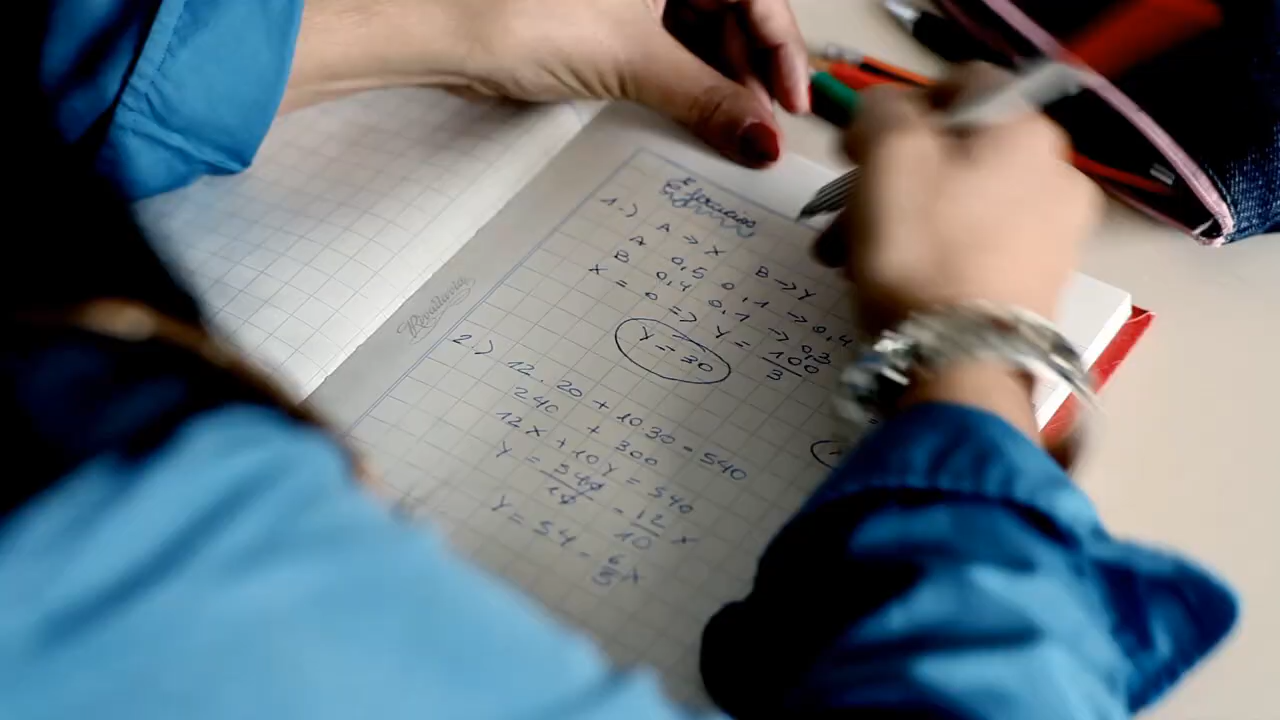 Ejercicios
1.) A → X B → Y
A 0,5 0,1 → 0,4
B 0,4 0,1 → 0,3
X = 0 => Y = 100/3
Y = 30
2.) 12.20 + 10.30 = 540
240 + 300
12X + 10Y = 540
Y = 540/10 - 12/10 X
Y = 54 - 6/5 X